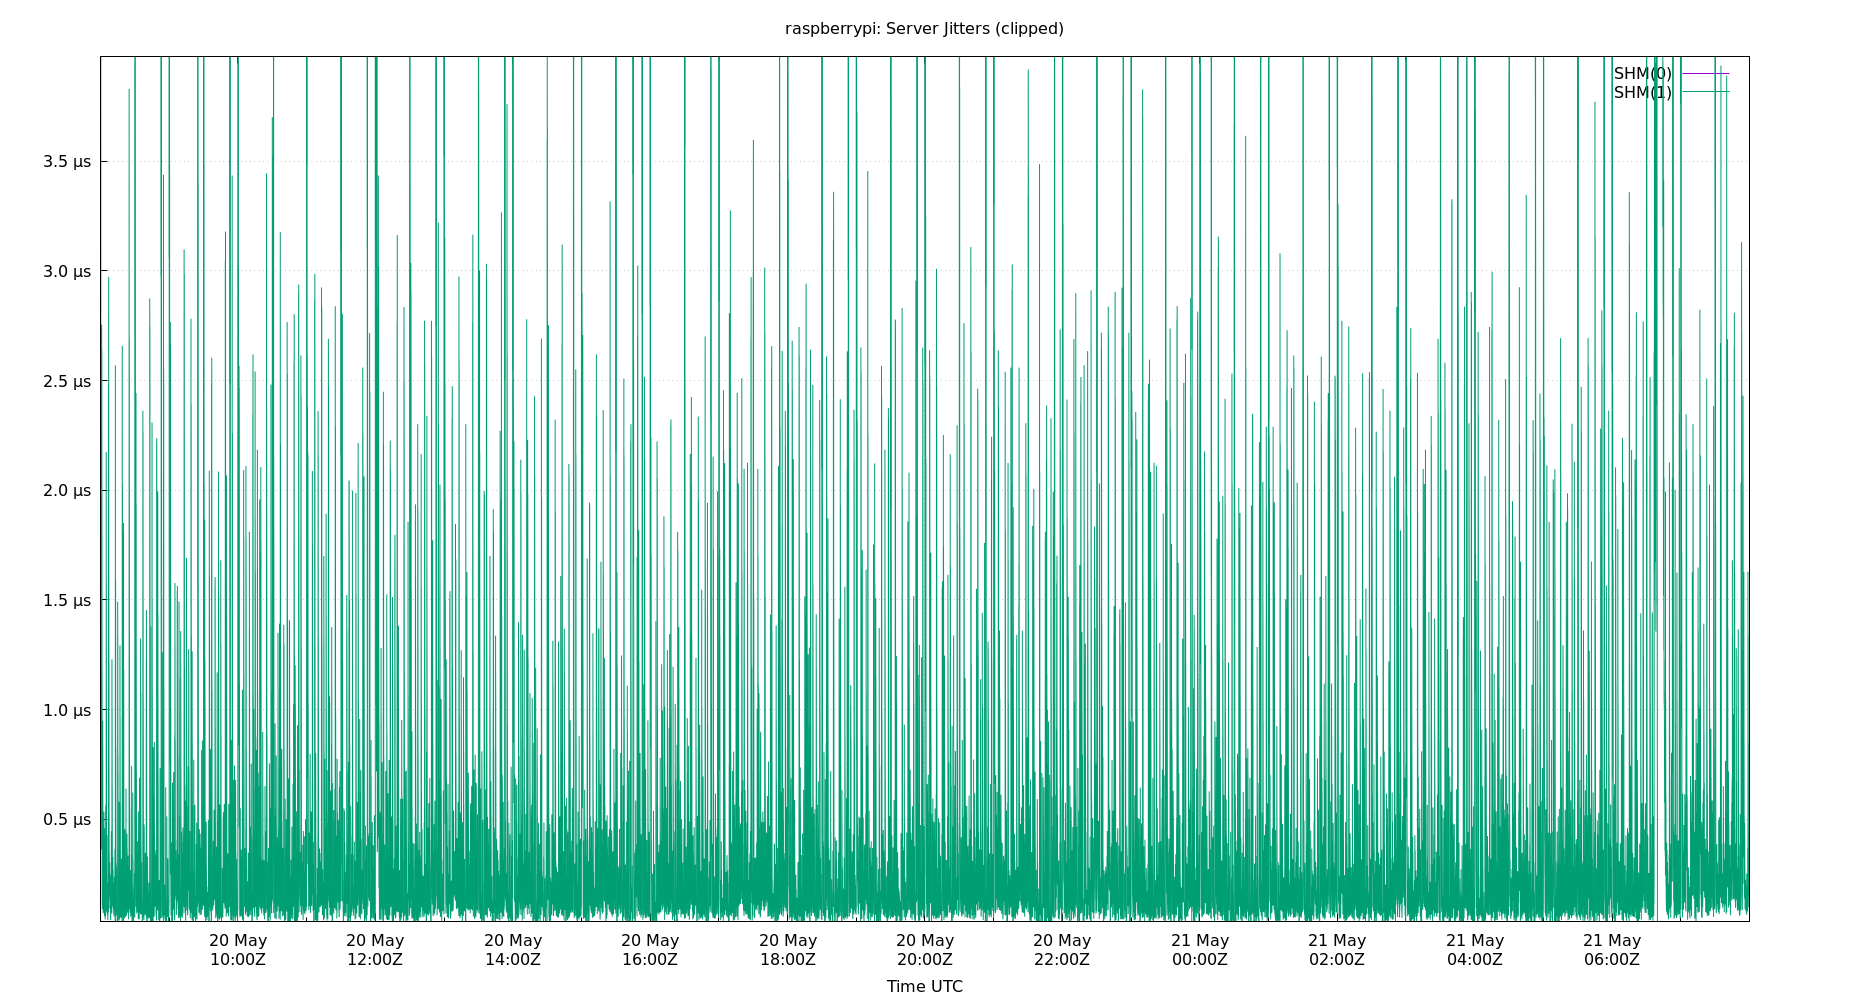 raspberrypi: Server Jitters (clipped)
SHM(0)
SHM(1)
3.5 µs
3.0 µs
2.5 µs
2.0 µs
1.5 µs
1.0 µs
0.5 µs
20 May 20 May 20 May 20 May 20 May 20 May 20 May 21 May 21 May 21 May 21 May
10:00Z 12:00Z 14:00Z 16:00Z 18:00Z 20:00Z 22:00Z 00:00Z 02:00Z 04:00Z 06:00Z
Time UTC